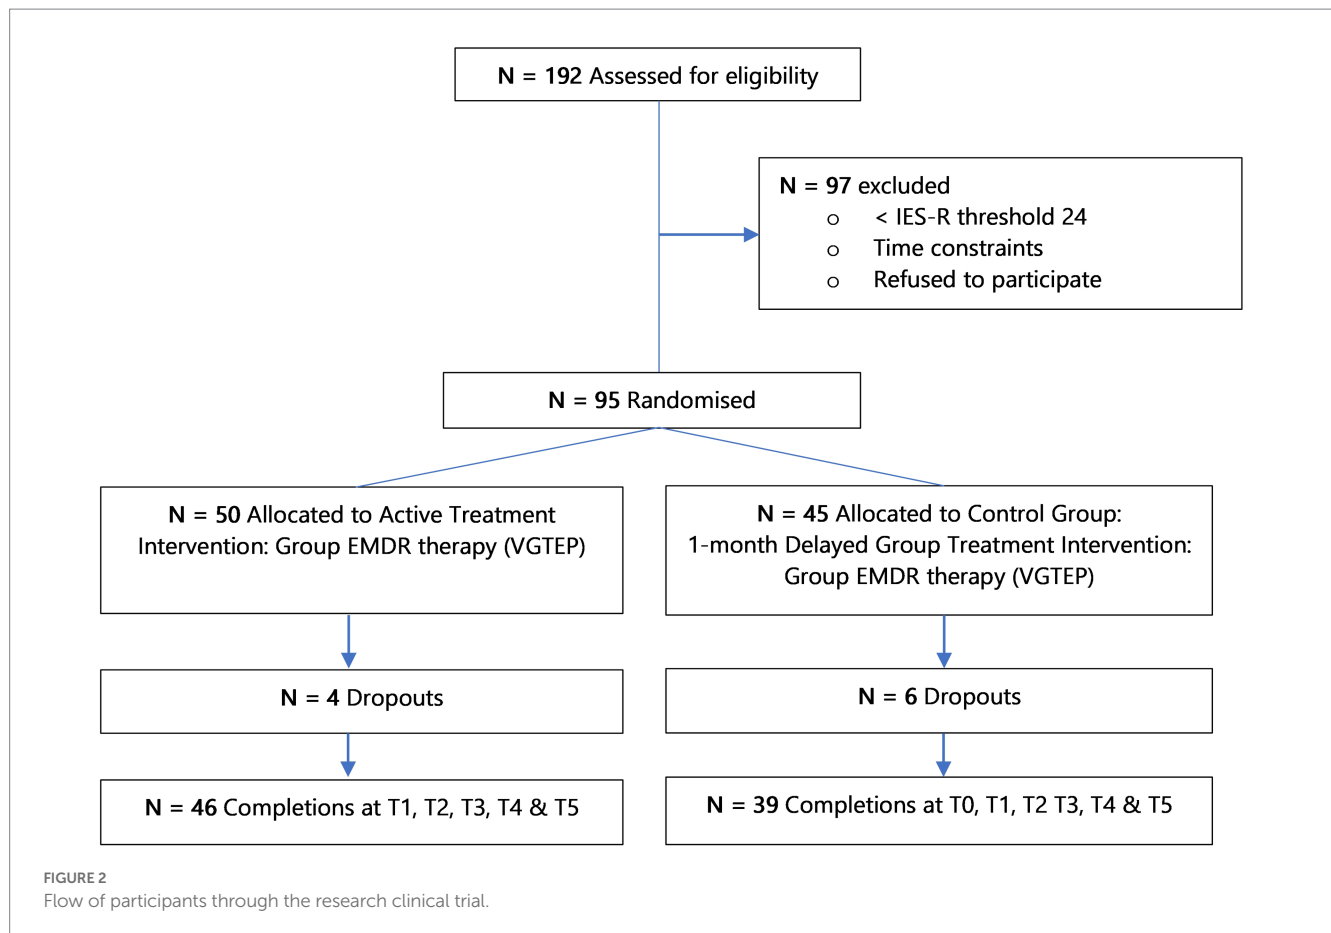 N = 192 Assessed for eligibility
N = 97 excluded
o < IES-R threshold 24
o Time constraints
o Refused to participate
N = 95 Randomised
N = 50 Allocated to Active Treatment
Intervention: Group EMDR therapy (VGTEP)
N = 45 Allocated to Control Group:
1-month Delayed Group Treatment Intervention:
Group EMDR therapy (VGTEP)
N = 4 Dropouts
N = 6 Dropouts
N = 46 Completions at T1, T2, T3, T4 & T5
N = 39 Completions at T0, T1, T2 T3, T4 & T5
FIGURE 2
Flow of participants through the research clinical trial.